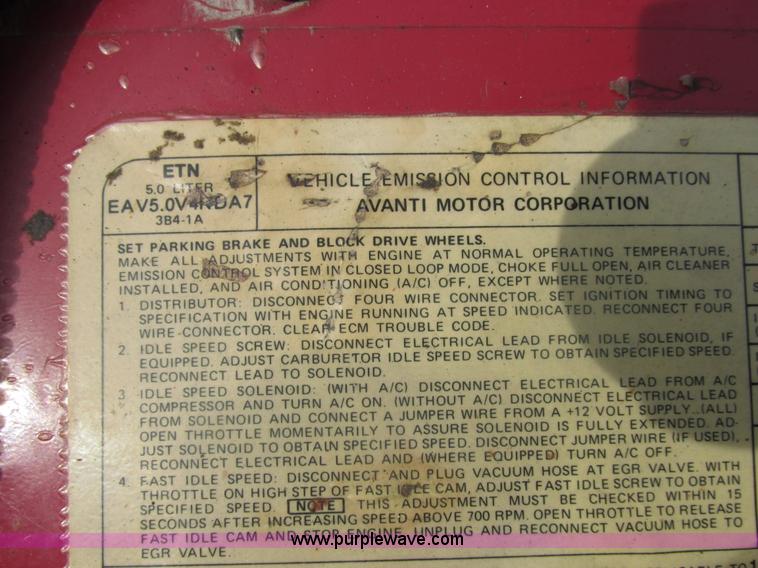 ETN
5.0 LITER
EAV5.0V4NDA7
3B4-1A
VEHICLE EMISSION CONTROL INFORMATION
AVANTI MOTOR CORPORATION
SET PARKING BRAKE AND BLOCK DRIVE WHEELS.
MAKE ALL ADJUSTMENTS WITH ENGINE AT NORMAL OPERATING TEMPERATURE,
EMISSION CONTROL SYSTEM IN CLOSED LOOP MODE, CHOKE FULL OPEN, AIR CLEANER
INSTALLED, AND AIR CONDITIONING (A/C) OFF, EXCEPT WHERE NOTED.
1. DISTRIBUTOR: DISCONNECT FOUR WIRE CONNECTOR. SET IGNITION TIMING TO
SPECIFICATION WITH ENGINE RUNNING AT SPEED INDICATED. RECONNECT FOUR
WIRE-CONNECTOR. CLEAR ECM TROUBLE CODE.
2. IDLE SPEED SCREW: DISCONNECT ELECTRICAL LEAD FROM IDLE SOLENOID, IF
EQUIPPED. ADJUST CARBURETOR IDLE SPEED SCREW TO OBTAIN SPECIFIED SPEED.
RECONNECT LEAD TO SOLENOID.
3. IDLE SPEED SOLENOID: (WITH A/C) DISCONNECT ELECTRICAL LEAD FROM A/C
COMPRESSOR AND TURN A/C ON. (WITHOUT A/C) DISCONNECT ELECTRICAL LEAD
FROM SOLENOID AND CONNECT A JUMPER WIRE FROM A +12 VOLT SUPPLY. (ALL)
OPEN THROTTLE MOMENTARILY TO ASSURE SOLENOID IS FULLY EXTENDED. AD-
JUST SOLENOID TO OBTAIN SPECIFIED SPEED. DISCONNECT JUMPER WIRE (IF USED),
RECONNECT ELECTRICAL LEAD AND (WHERE EQUIPPED) TURN A/C OFF.
4. FAST IDLE SPEED: DISCONNECT AND PLUG VACUUM HOSE AT EGR VALVE. WITH
THROTTLE ON HIGH STEP OF FAST IDLE CAM, ADJUST FAST IDLE SCREW TO OBTAIN
SPECIFIED SPEED. NOTE THIS ADJUSTMENT MUST BE CHECKED WITHIN 15
SECONDS AFTER INCREASING SPEED ABOVE 700 RPM. OPEN THROTTLE TO RELEASE
FAST IDLE CAM AND STOP ENGINE. UNPLUG AND RECONNECT VACUUM HOSE TO
EGR VALVE.
www.purplewave.com